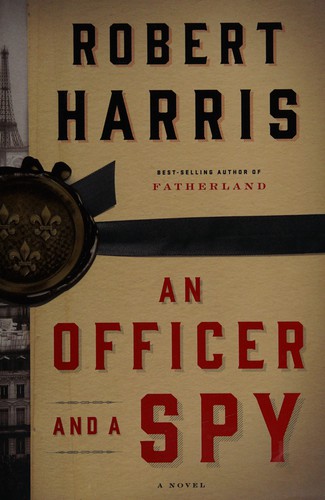 ROBERT
HARRIS
BEST-SELLING AUTHOR OF
FATHERLAND
AN
OFFICER
AND A
SPY
A NOVEL